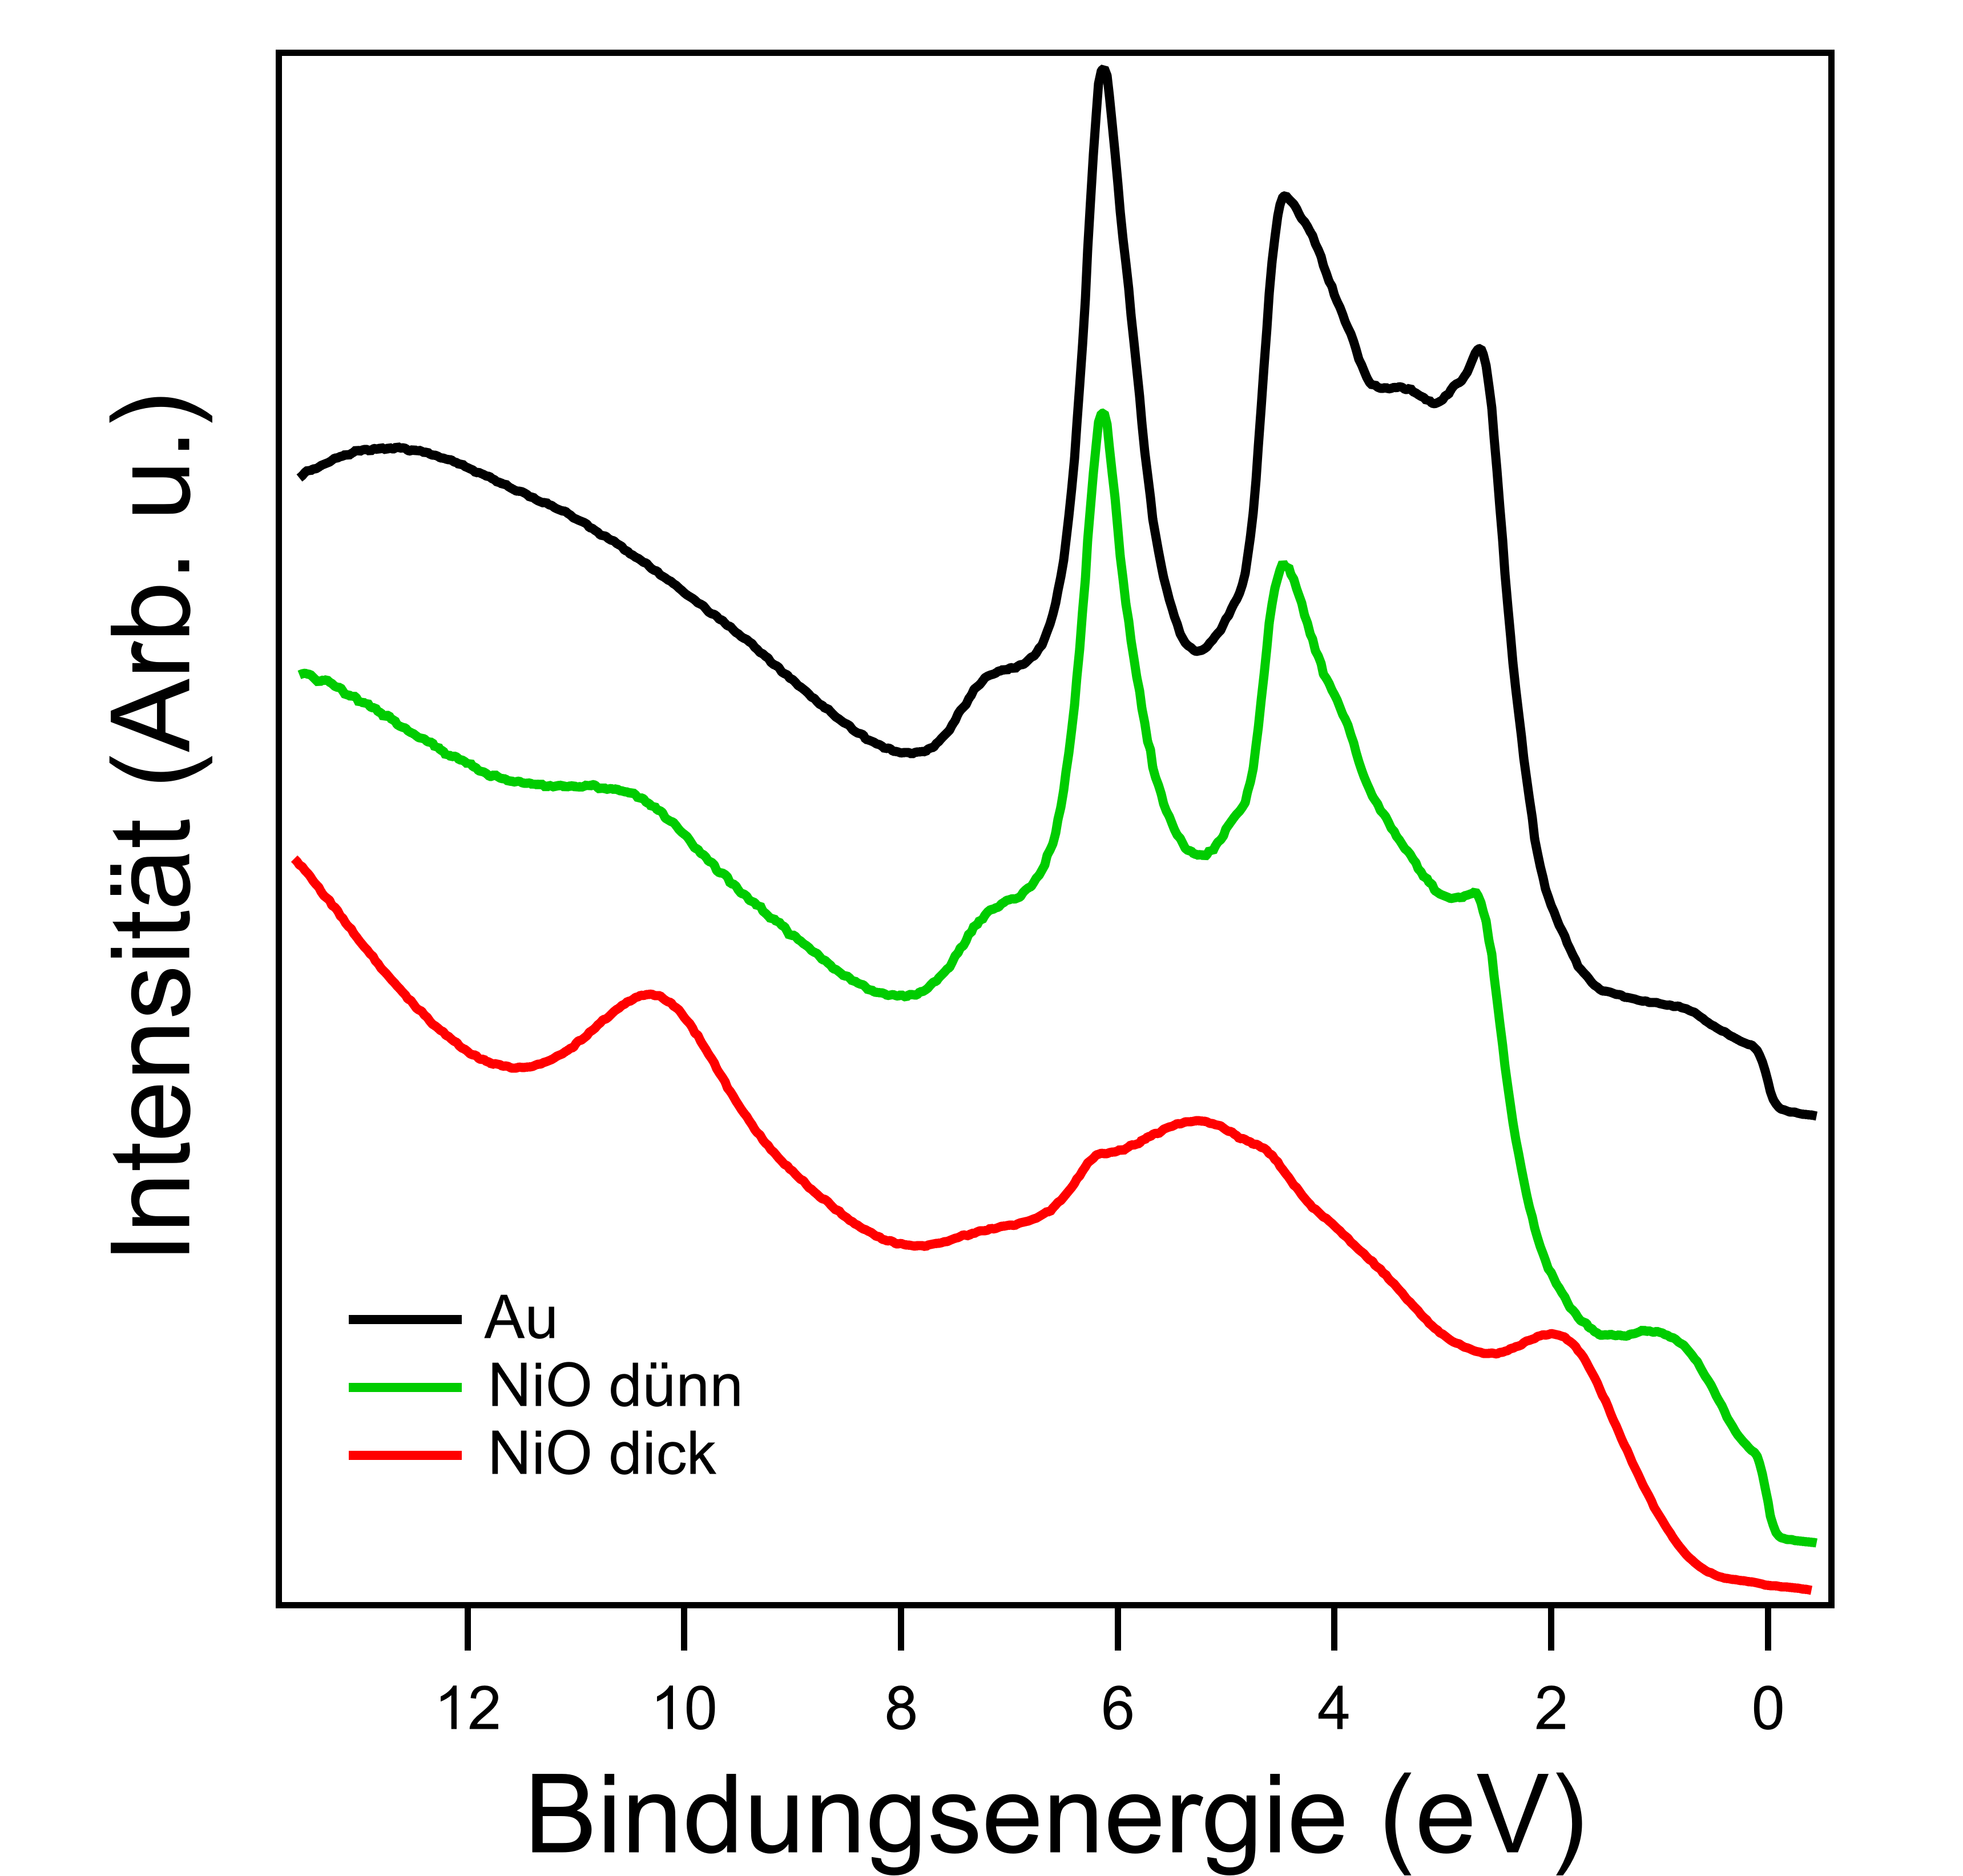 Intensität (Arb. u.)
Au
NiO dünn
NiO dick
12 10 8 6 4 2 0
Bindungsenergie (eV)